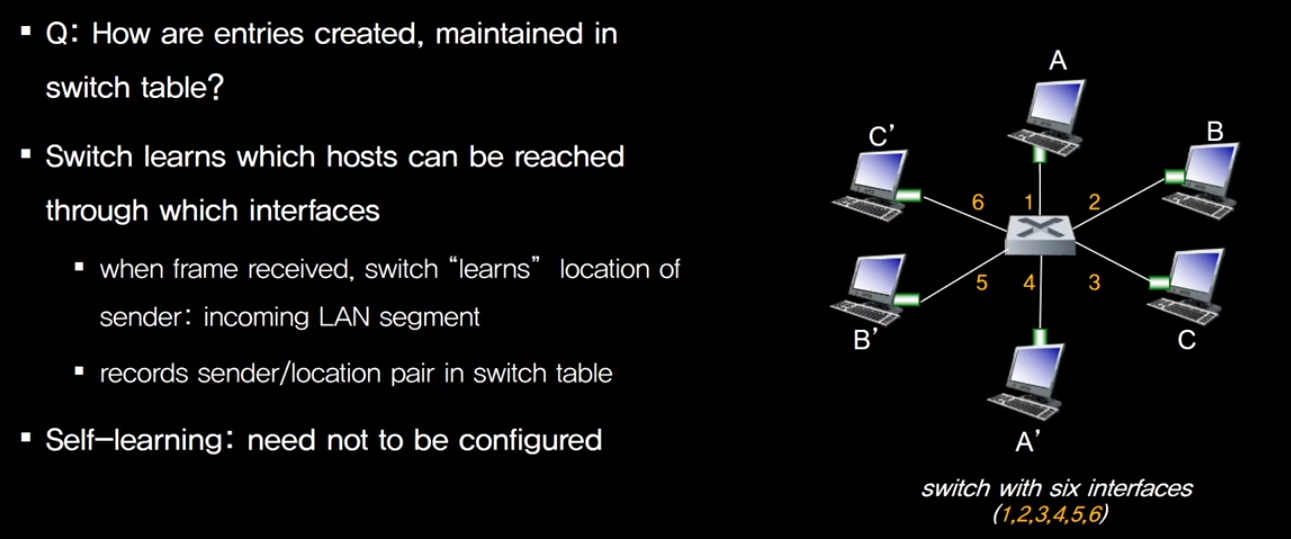 ▪ Q: How are entries created, maintained in
switch table?
▪ Switch learns which hosts can be reached
through which interfaces
▪ when frame received, switch “learns” location of
sender: incoming LAN segment
▪ records sender/location pair in switch table
▪ Self-learning: need not to be configured
A
C’
B
6
1
2
5
4
3
B’
C
A’
switch with six interfaces
(1,2,3,4,5,6)